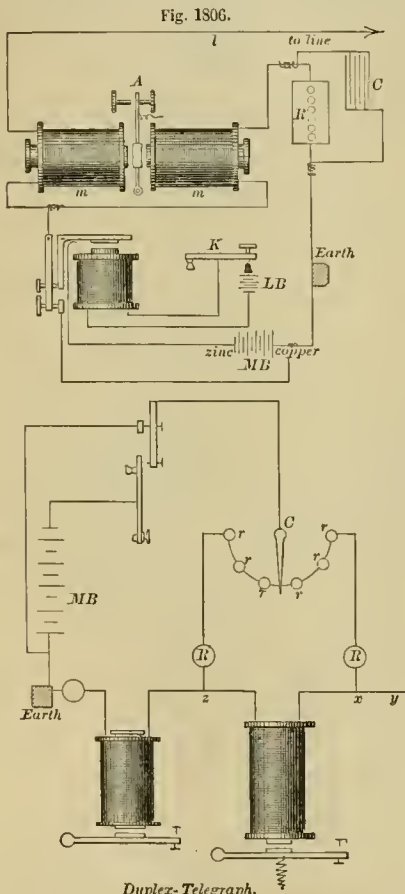 Fig. 1806.
l to line
A
R
C
m m
K
LB
Earth
zinc MB copper
C
r r
r r
r r
MB
R R
Earth
z x y
Duplex-Telegraph.